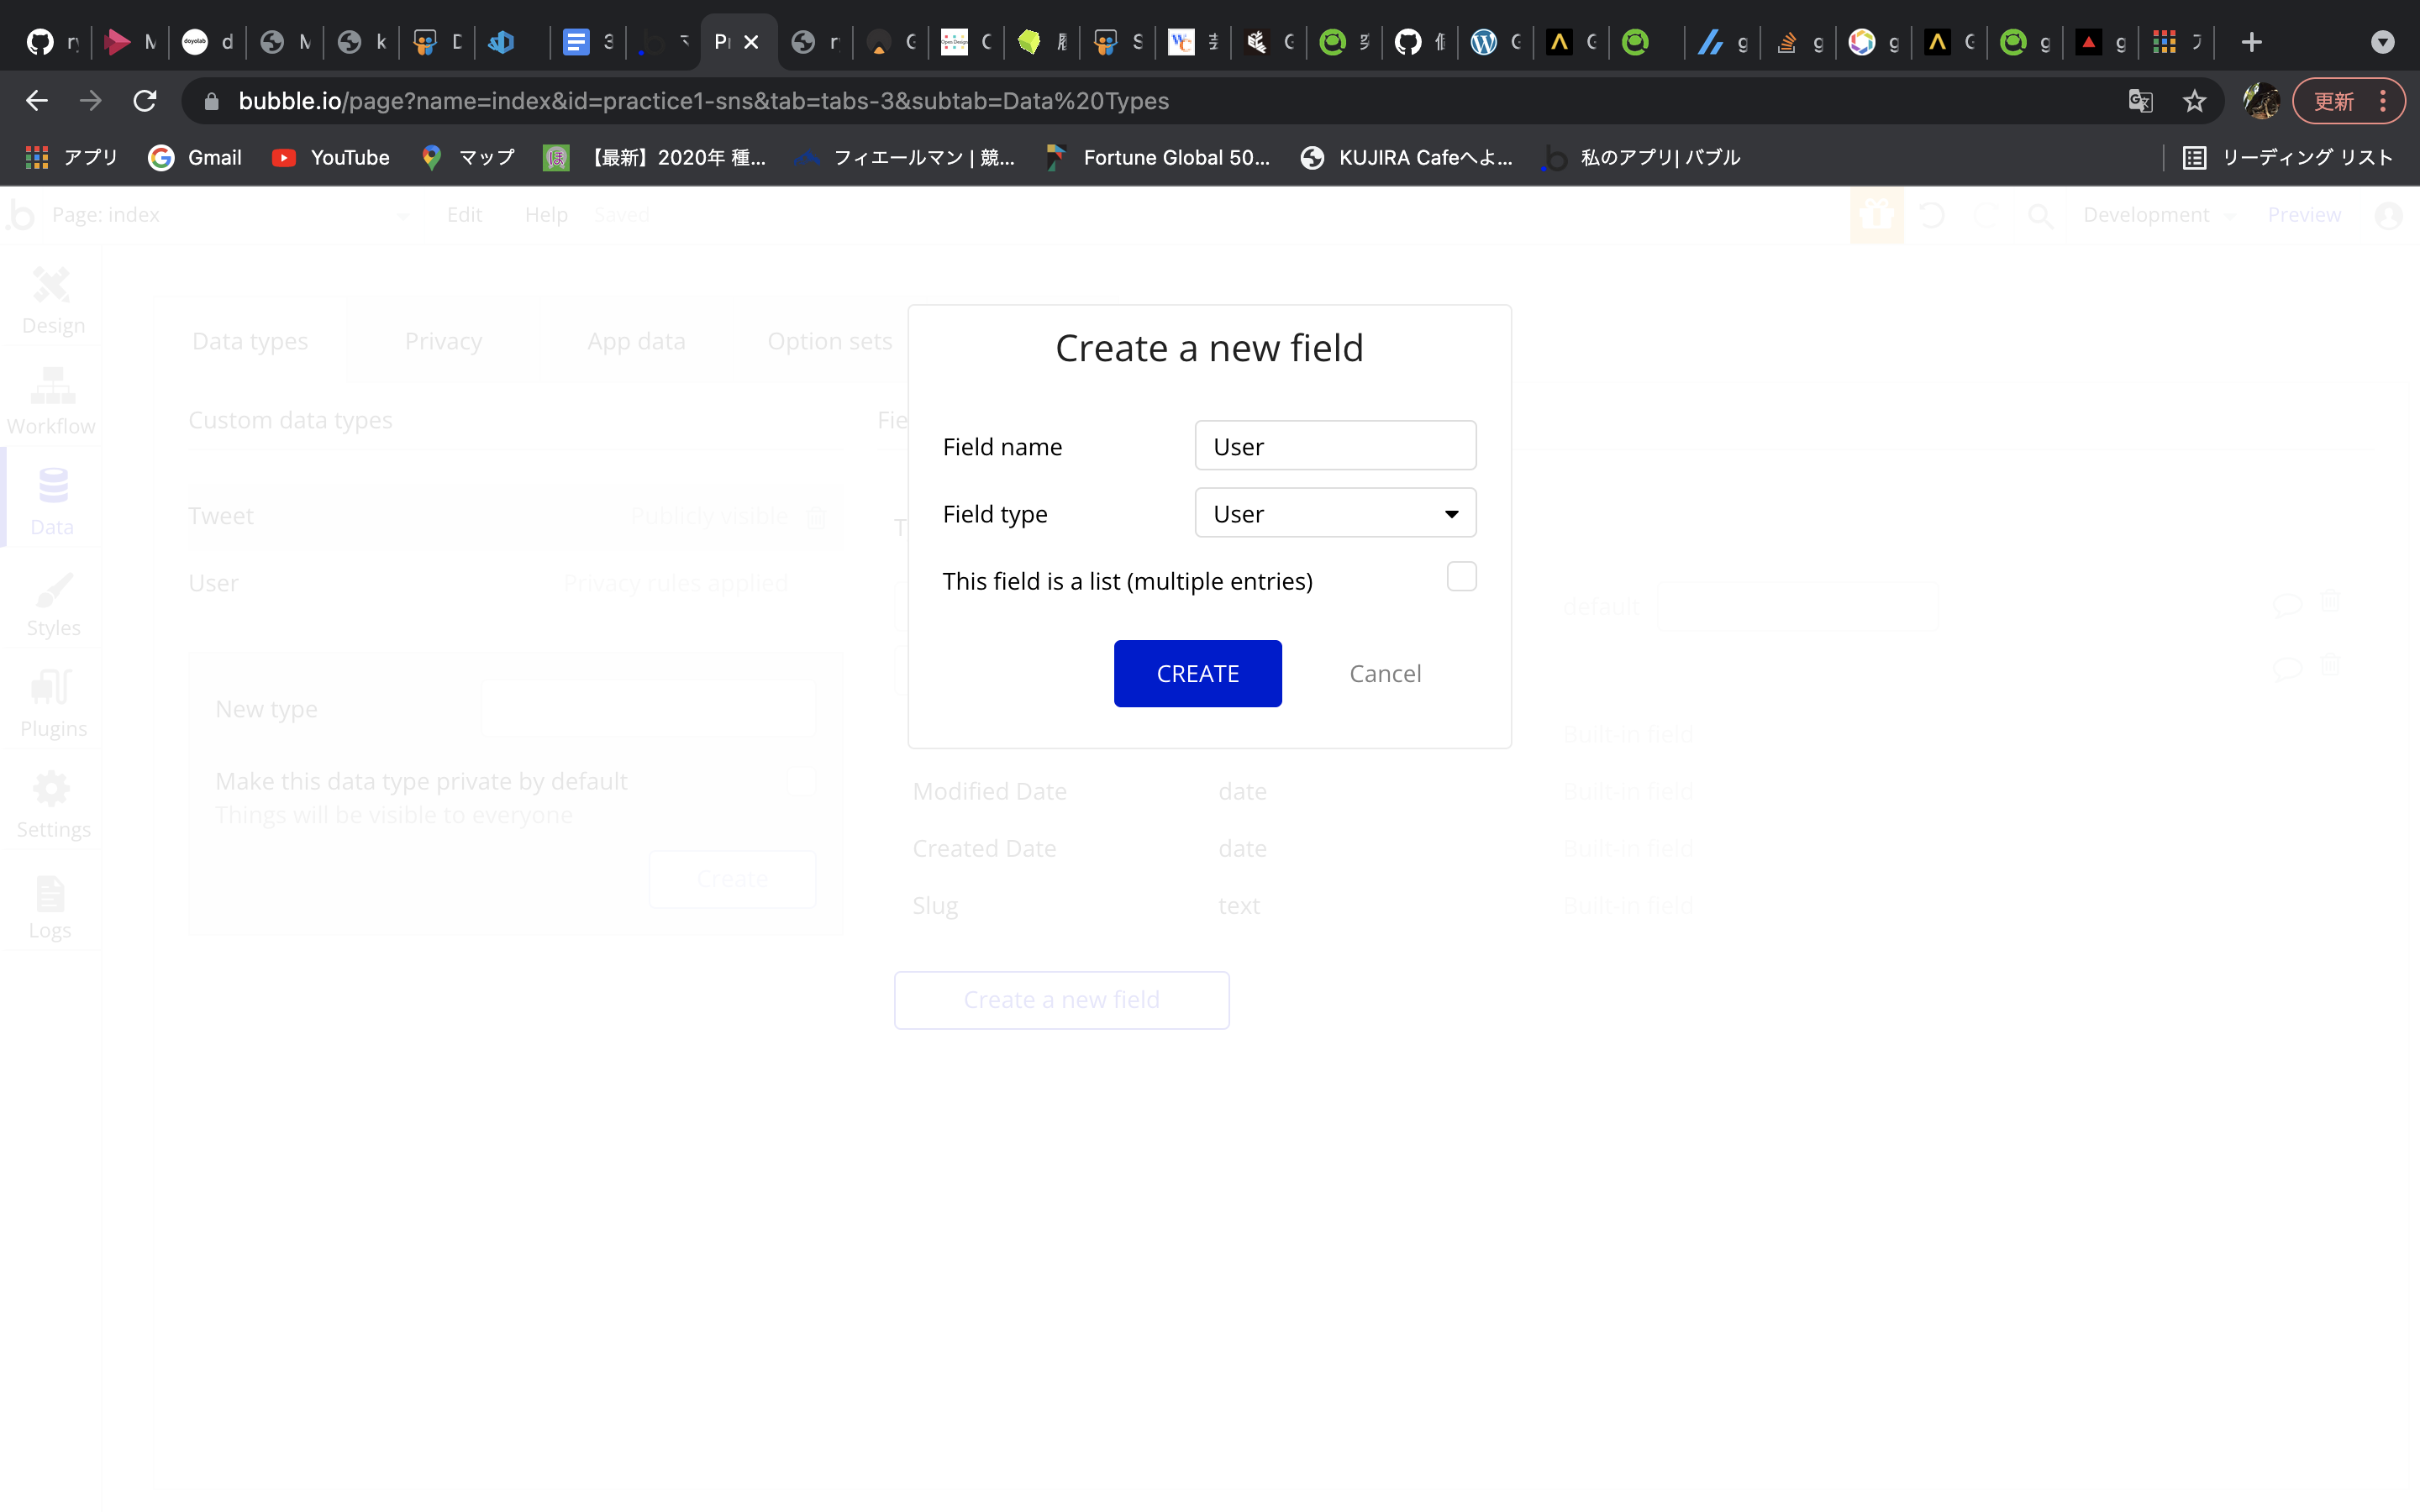 bubble.io/page?name=index&id=practice1-sns&tab=tabs-3&subtab=Data%20Types
更新
アプリ
Gmail
YouTube
マップ
【最新】2020年 種...
フィエールマン | 競...
Fortune Global 50...
KUJIRA Cafeへよ...
私のアプリ| バブル
リーディング リスト
Page: index
Edit
Help
Saved
Development
Preview
Design
Workflow
Data
Styles
Plugins
Settings
Logs
Data types
Privacy
App data
Option sets
Custom data types
Tweet
Publicly visible
User
Privacy rules applied
New type
Make this data type private by default
Things will be visible to everyone
Create
Create a new field
Field name
User
Field type
User
This field is a list (multiple entries)
CREATE
Cancel
default
Built-in field
Modified Date
date
Built-in field
Created Date
date
Built-in field
Slug
text
Built-in field
Create a new field